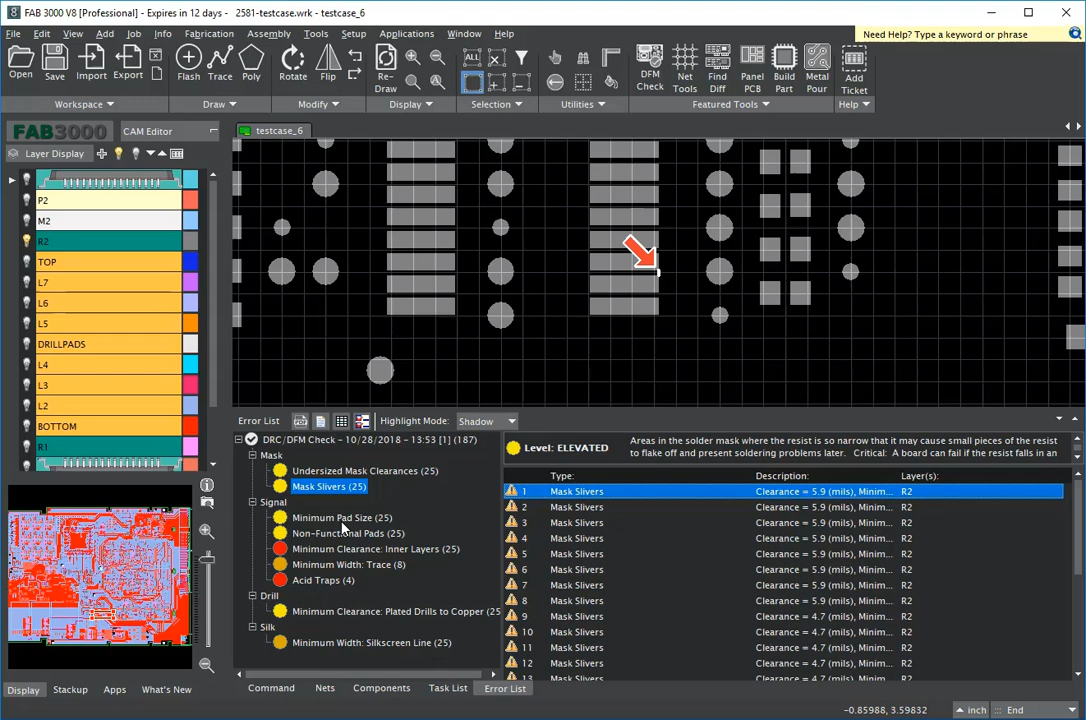 FAB 3000 V8 [Professional] - Expires in 12 days - 2581-testcase.wrk - testcase_6
File Edit View Add Job Info Fabrication Assembly Tools Setup Applications Window Help
Need Help? Type a keyword or phrase
Open Save Import Export Flash Trace Poly Rotate Flip Re-Draw ALL DFM Check Net Tools Find Diff Panel PCB Build Part Metal Pour Add Ticket
Workspace Draw Modify Display Selection Utilities Featured Tools Help
FAB3000 CAM Editor testcase_6
Layer Display
P2
M2
R2
TOP
L7
L6
L5
DRILLPADS
L4
L3
L2
BOTTOM
R1
Error List PDF Highlight Mode: Shadow
DRC/DFM Check - 10/28/2018 - 13:53 [1] (187)
Mask
Undersized Mask Clearances (25)
Mask Slivers (25)
Signal
Minimum Pad Size (25)
Non-Functional Pads (25)
Minimum Clearance: Inner Layers (25)
Minimum Width: Trace (8)
Acid Traps (4)
Drill
Minimum Clearance: Plated Drills to Copper (25
Silk
Minimum Width: Silkscreen Line (25)
Level: ELEVATED
Areas in the solder mask where the resist is so narrow that it may cause small pieces of the resist
to flake off and present soldering problems later. Critical: A board can fail if the resist falls in an
Type: Description: Layer(s):
1 Mask Slivers Clearance = 5.9 (mils), Minim... R2
2 Mask Slivers Clearance = 5.9 (mils), Minim... R2
3 Mask Slivers Clearance = 5.9 (mils), Minim... R2
4 Mask Slivers Clearance = 5.9 (mils), Minim... R2
5 Mask Slivers Clearance = 5.9 (mils), Minim... R2
6 Mask Slivers Clearance = 5.9 (mils), Minim... R2
7 Mask Slivers Clearance = 5.9 (mils), Minim... R2
8 Mask Slivers Clearance = 5.9 (mils), Minim... R2
9 Mask Slivers Clearance = 4.7 (mils), Minim... R2
10 Mask Slivers Clearance = 4.7 (mils), Minim... R2
11 Mask Slivers Clearance = 4.7 (mils), Minim... R2
12 Mask Slivers Clearance = 4.7 (mils), Minim... R2
13 Mask Slivers Clearance = 4.7 (mils), Minim... R2
Display Stackup Apps What's New Command Nets Components Task List Error List
-0.85988, 3.59832 inch ::: End